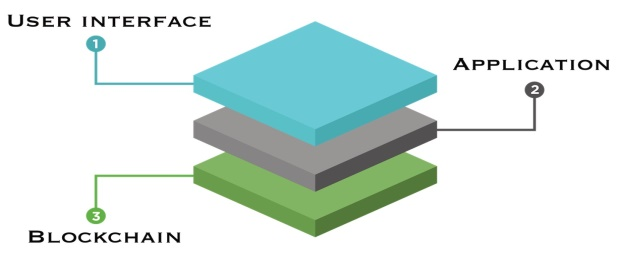 USER INTERFACE
1
APPLICATION
2
3
BLOCKCHAIN